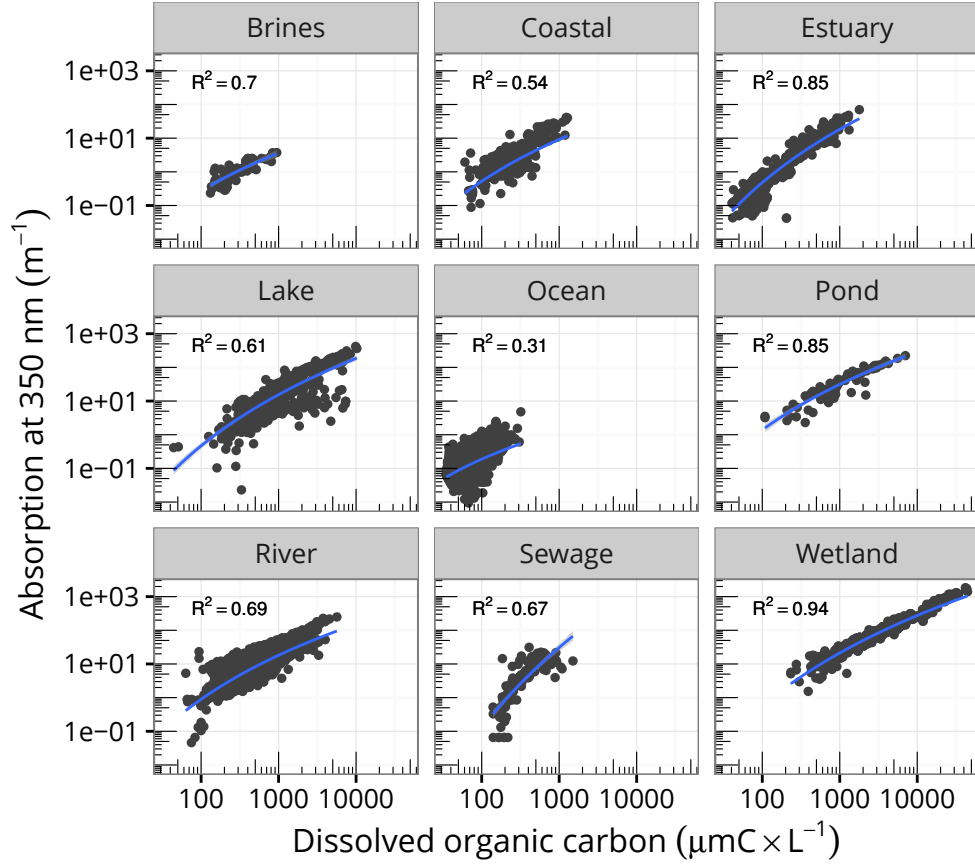 Brines Coastal Estuary
1e+03 R² = 0.7 R² = 0.54 R² = 0.85
1e+01
1e−01
Lake Ocean Pond
1e+03 R² = 0.61 R² = 0.31 R² = 0.85
1e+01
1e−01
River Sewage Wetland
1e+03 R² = 0.69 R² = 0.67 R² = 0.94
1e+01
1e−01
100 1000 10000 100 1000 10000 100 1000 10000
Dissolved organic carbon (μmC × L⁻¹)
Absorption at 350 nm (m⁻¹)